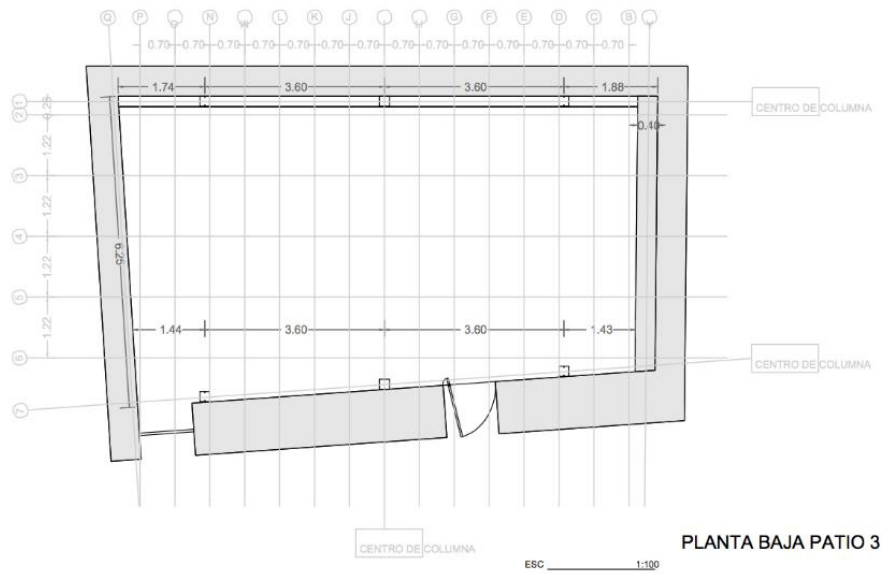 Q P N L K J G F E D C B
0.70 0.70 0.70 0.70 0.70 0.70 0.70 0.70 0.70 0.70 0.70 0.70 0.70 0.70
1.74 3.60 3.60 1.88
1
CENTRO DE COLUMNA
2
0.40
1.22
3
1.22
4
6.25
1.22
5
1.22
1.44 3.60 3.60 1.43
6
CENTRO DE COLUMNA
7
CENTRO DE COLUMNA
PLANTA BAJA PATIO 3
ESC 1:100